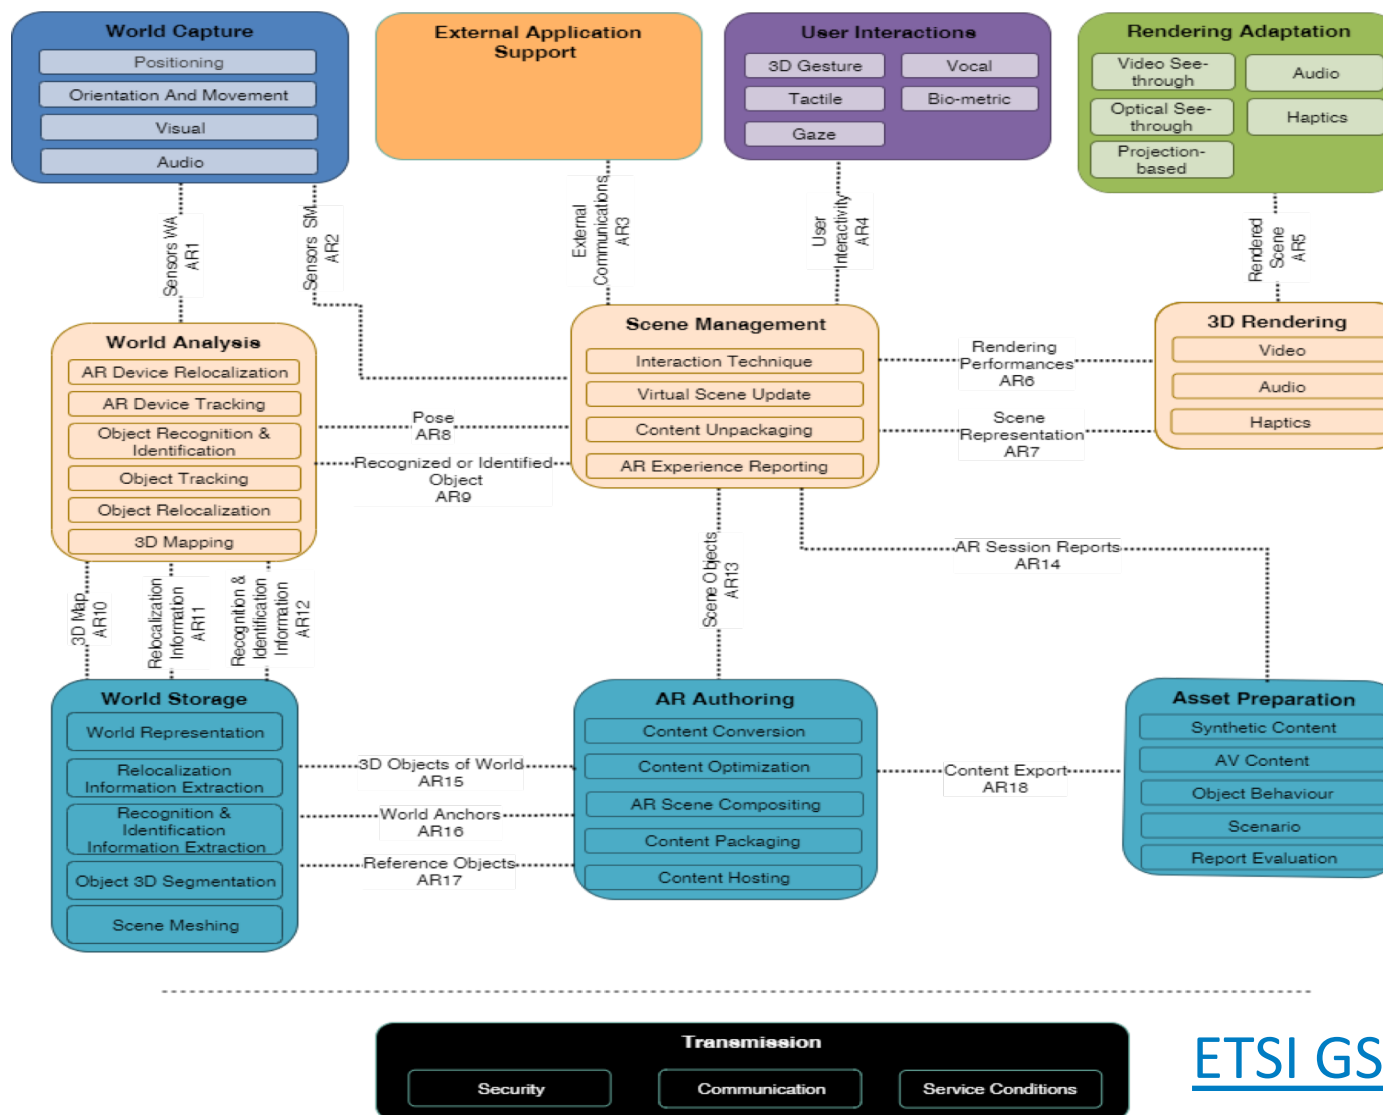 World Capture
Positioning
Orientation And Movement
Visual
Audio
External Application
Support
User Interactions
3D Gesture
Vocal
Tactile
Bio-metric
Gaze
Rendering Adaptation
Video See-
through
Audio
Optical See-
through
Haptics
Projection-
based
Sensors WA
AR1
Sensors SM
AR2
External
Communications
AR3
User
Interactivity
AR4
Rendered
Scene
AR5
World Analysis
AR Device Relocalization
AR Device Tracking
Object Recognition &
Identification
Object Tracking
Object Relocalization
3D Mapping
Pose
AR8
Recognized or Identified
Object
AR9
Scene Management
Interaction Technique
Virtual Scene Update
Content Unpackaging
AR Experience Reporting
Rendering
Performances
AR6
Scene
Representation
AR7
3D Rendering
Video
Audio
Haptics
3D Map
AR10
Relocalization
Information
AR11
Recognition &
Identification
Information
AR12
Scene Objects
AR13
AR Session Reports
AR14
World Storage
World Representation
Relocalization
Information Extraction
Recognition &
Identification
Information Extraction
Object 3D Segmentation
Scene Meshing
3D Objects of World
AR15
World Anchors
AR16
Reference Objects
AR17
AR Authoring
Content Conversion
Content Optimization
AR Scene Compositing
Content Packaging
Content Hosting
Content Export
AR18
Asset Preparation
Synthetic Content
AV Content
Object Behaviour
Scenario
Report Evaluation
Transmission
Security
Communication
Service Conditions
ETSI GS